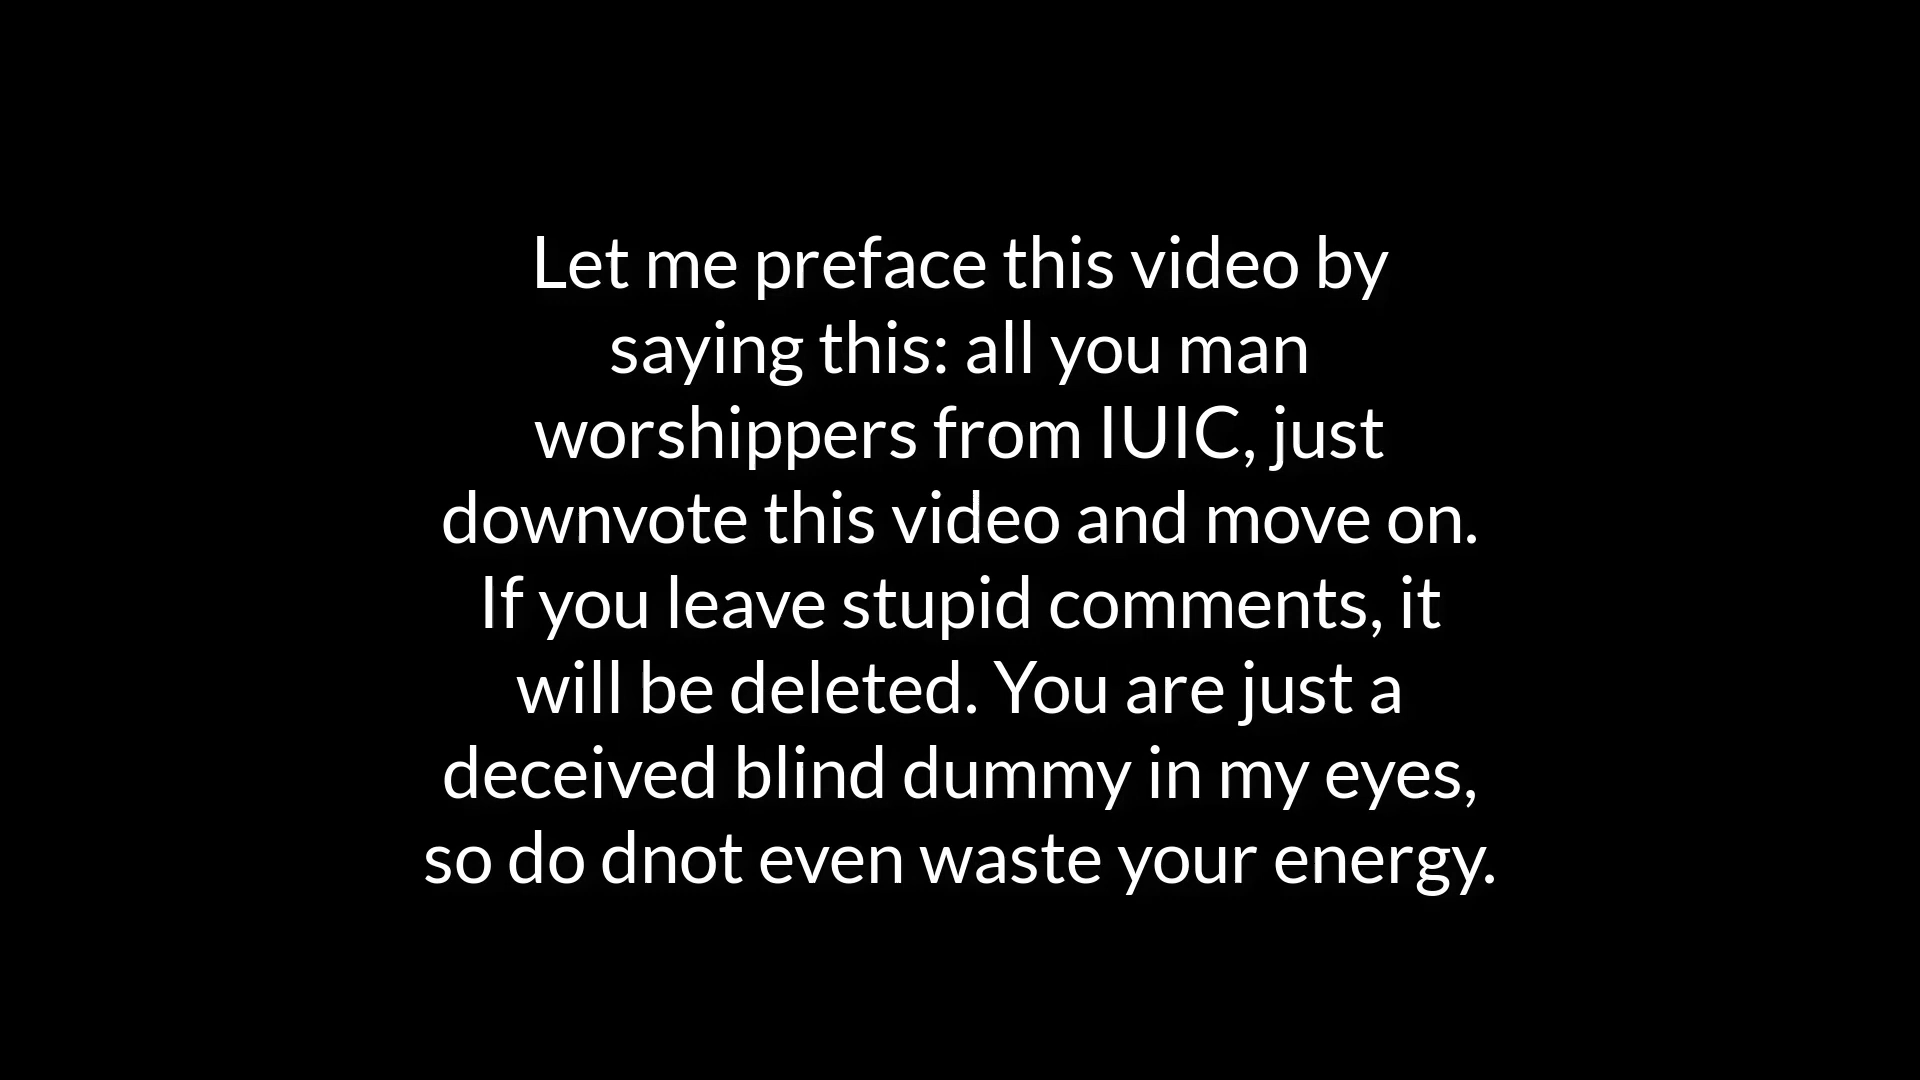 Let me preface this video by
saying this: all you man
worshippers from IUIC, just
downvote this video and move on.
If you leave stupid comments, it
will be deleted. You are just a
deceived blind dummy in my eyes,
so do dnot even waste your energy.